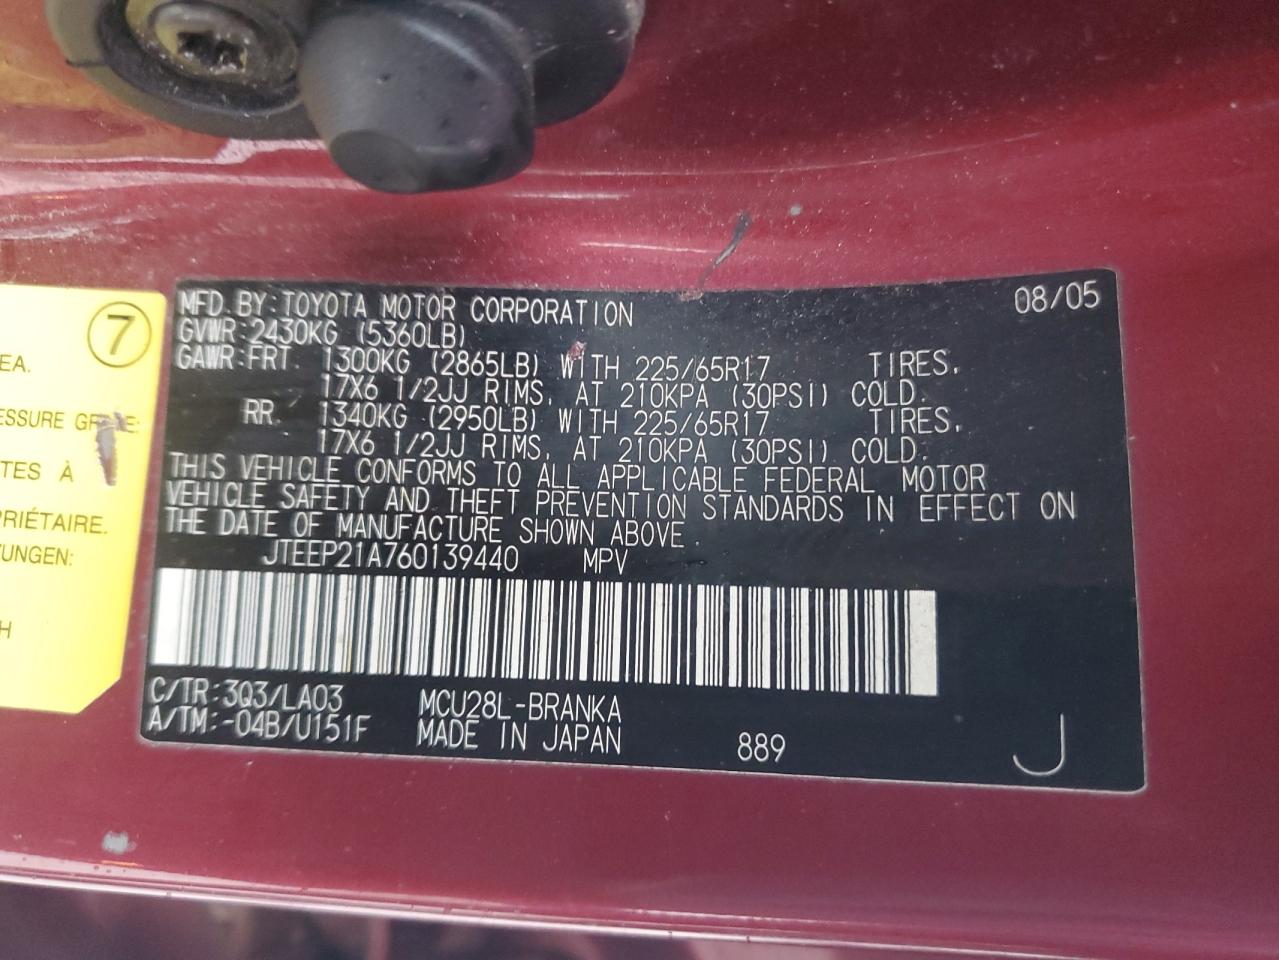 7
EA.
ESSURE GR
TES À
PRIÉTAIRE.
ZUNGEN:
H
MFD. BY: TOYOTA MOTOR CORPORATION 08/05
GVWR: 2430KG (5360LB)
GAWR: FRT. 1300KG (2865LB) WITH 225/65R17 TIRES,
17X6 1/2JJ RIMS, AT 210KPA (30PSI) COLD.
RR. 1340KG (2950LB) WITH 225/65R17 TIRES,
17X6 1/2JJ RIMS, AT 210KPA (30PSI) COLD.
THIS VEHICLE CONFORMS TO ALL APPLICABLE FEDERAL MOTOR
VEHICLE SAFETY AND THEFT PREVENTION STANDARDS IN EFFECT ON
THE DATE OF MANUFACTURE SHOWN ABOVE.
JTEEP21A760139440 MPV
C/TR: 3Q3/LA03 MCU28L-BRANKA
A/TM: -04B/U151F MADE IN JAPAN 889 J